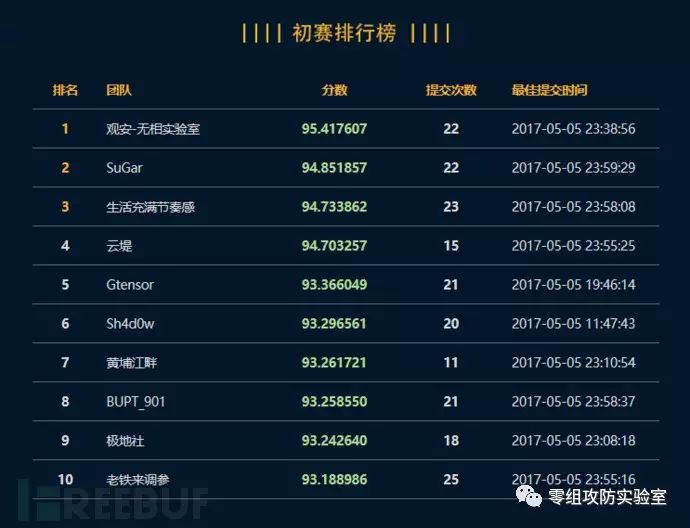 |||| 初赛排行榜 ||||
排名 团队 分数 提交次数 最佳提交时间
1 观安-无相实验室 95.417607 22 2017-05-05 23:38:56
2 SuGar 94.851857 22 2017-05-05 23:59:29
3 生活充满节奏感 94.733862 23 2017-05-05 23:58:08
4 云堤 94.703257 15 2017-05-05 23:55:25
5 Gtensor 93.366049 21 2017-05-05 19:46:14
6 Sh4d0w 93.296561 20 2017-05-05 11:47:43
7 黄埔江畔 93.261721 11 2017-05-05 23:10:54
8 BUPT_901 93.258550 21 2017-05-05 23:58:37
9 极地社 93.242640 18 2017-05-05 23:08:18
10 老铁来调参 93.188986 25 2017-05-05 23:55:16
FREEBUF
零组攻防实验室